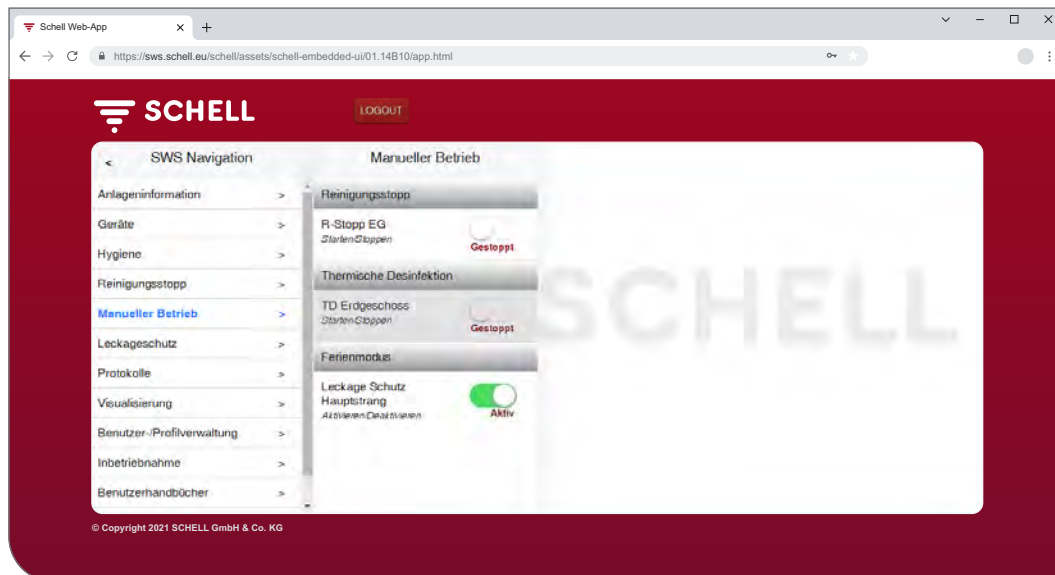 Schell Web-App
https://sws.schell.eu/schell/assets/schell-embedded-ui/01.14B10/app.html
SCHELL
LOGOUT
SWS Navigation
Anlageninformation
Geräte
Hygiene
Reinigungsstopp
Manueller Betrieb
Leckageschutz
Protokolle
Visualisierung
Benutzer-/Profilverwaltung
Inbetriebnahme
Benutzerhandbücher
Manueller Betrieb
Reinigungsstopp
R-Stopp EG
Starten/Stoppen
Gestoppt
Thermische Desinfektion
TD Erdgeschoss
Starten/Stoppen
Gestoppt
Ferienmodus
Leckage Schutz
Hauptstrang
Aktivieren/Deaktivieren
Aktiv
SCHELL
© Copyright 2021 SCHELL GmbH & Co. KG